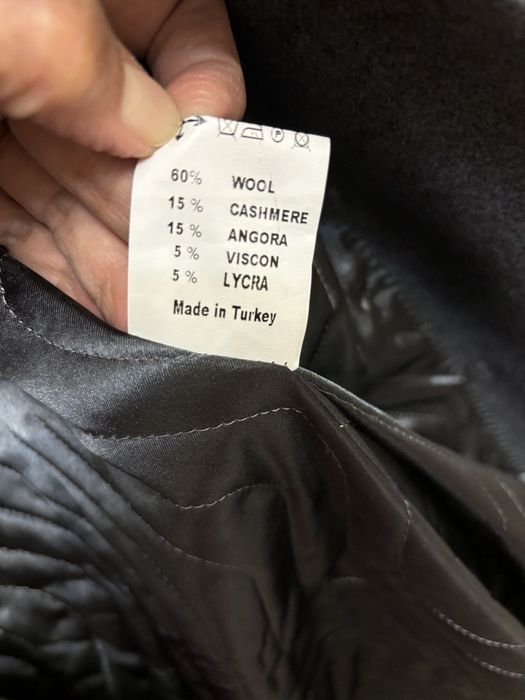 60% WOOL
15 % CASHMERE
15 % ANGORA
5 % VISCON
5 % LYCRA
Made in Turkey